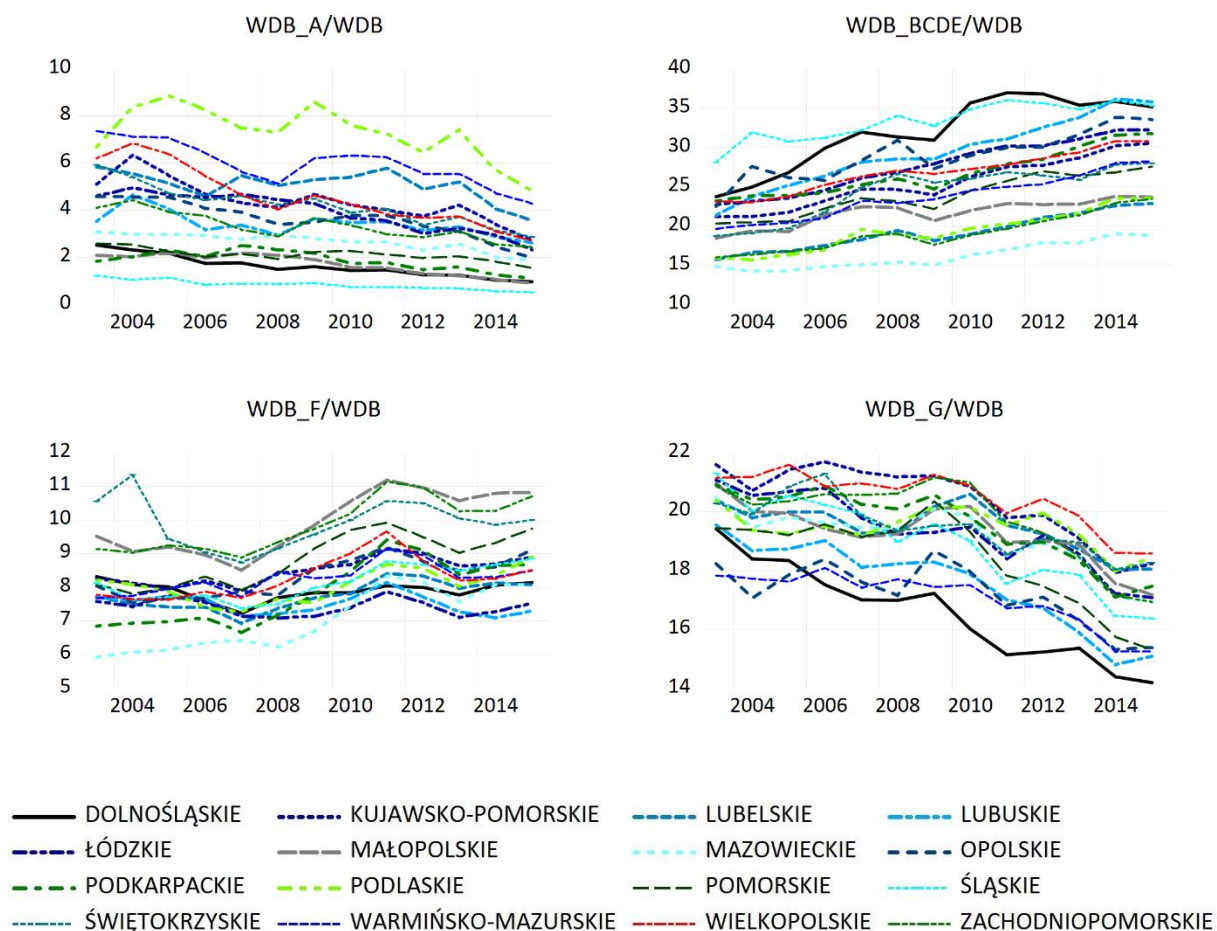 WDB_A/WDB
WDB_BCDE/WDB
10
8
6
4
2
0
2004 2006 2008 2010 2012 2014
40
35
30
25
20
15
10
2004 2006 2008 2010 2012 2014
WDB_F/WDB
WDB_G/WDB
12
11
10
9
8
7
6
5
2004 2006 2008 2010 2012 2014
22
20
18
16
14
2004 2006 2008 2010 2012 2014
DOLNOŚLĄSKIE KUJAWSKO-POMORSKIE LUBELSKIE LUBUSKIE
ŁÓDZKIE MAŁOPOLSKIE MAZOWIECKIE OPOLSKIE
PODKARPACKIE PODLASKIE POMORSKIE ŚLĄSKIE
ŚWIĘTOKRZYSKIE WARMIŃSKO-MAZURSKIE WIELKOPOLSKIE ZACHODNIOPOMORSKIE